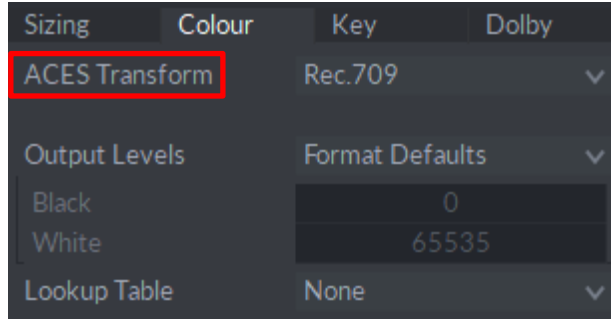 Sizing Colour Key Dolby
ACES Transform Rec.709
Output Levels Format Defaults
Black 0
White 65535
Lookup Table None